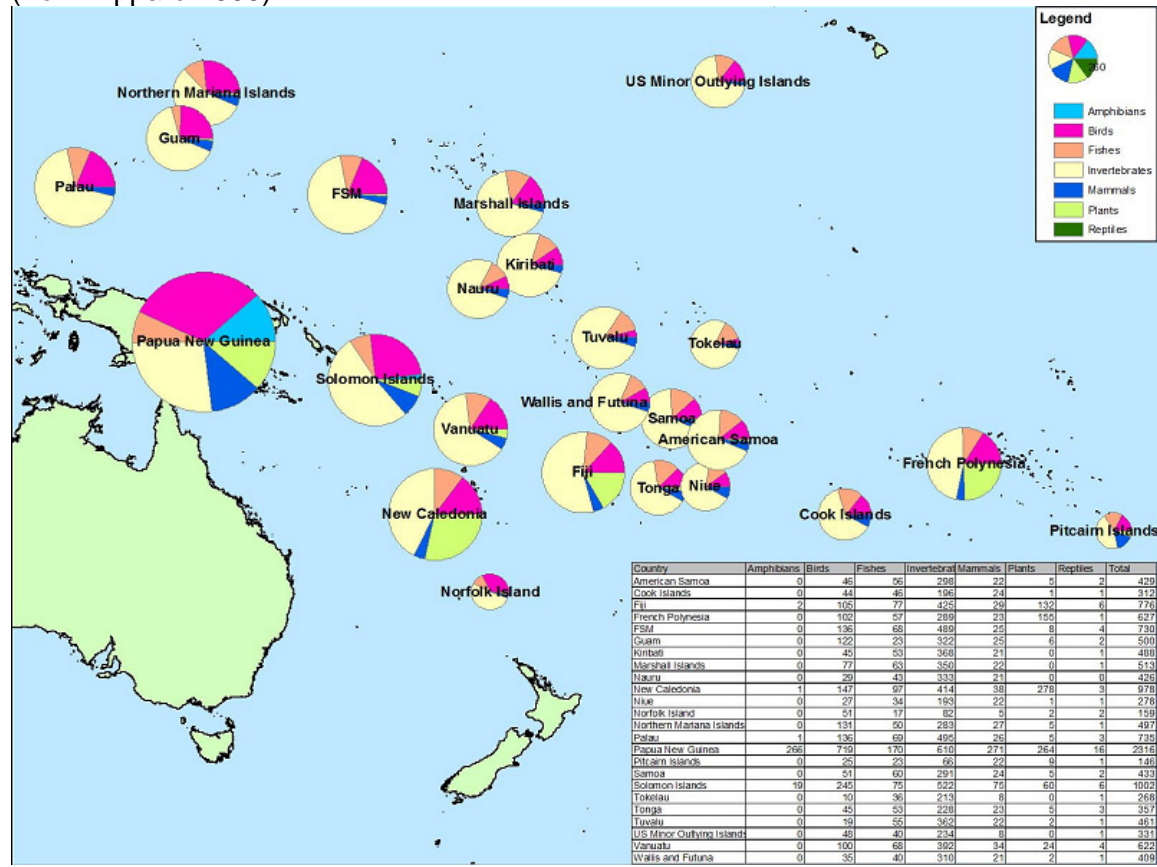 Legend
260
Amphibians
Birds
Fishes
Invertebrates
Mammals
Plants
Reptiles
US Minor Outlying Islands
Northern Mariana Islands
Guam
Palau
FSM
Marshall Islands
Kiribati
Nauru
Papua New Guinea
Tuvalu
Tokelau
Solomon Islands
Wallis and Futuna
Samoa
Vanuatu
American Samoa
Fiji
French Polynesia
Tonga
Niue
New Caledonia
Cook Islands
Pitcairn Islands
Norfolk Island
Country Amphibians Birds Fishes Invertebrat Mammals Plants Reptiles Total
American Samoa 0 46 56 298 22 5 2 429
Cook Islands 0 44 46 196 24 1 1 312
Fiji 2 105 77 425 29 132 6 776
French Polynesia 0 102 57 289 23 155 1 627
FSM 0 136 68 489 25 8 4 730
Guam 0 122 23 322 25 6 2 500
Kiribati 0 45 53 368 21 0 1 488
Marshall Islands 0 77 63 350 22 0 1 513
Nauru 0 29 43 333 21 0 0 426
New Caledonia 1 147 97 414 38 278 3 978
Niue 0 27 34 193 22 1 1 278
Norfolk Island 0 51 17 82 5 2 2 159
Northern Mariana Islands 0 131 50 283 27 5 1 497
Palau 1 136 69 495 26 5 3 735
Papua New Guinea 266 719 170 610 271 264 16 2316
Pitcairn Islands 0 25 23 66 22 9 1 146
Samoa 0 51 60 291 24 5 2 433
Solomon Islands 19 245 75 522 75 60 6 1002
Tokelau 0 10 36 213 8 0 1 268
Tonga 0 45 53 228 23 5 3 357
Tuvalu 0 19 55 362 22 2 1 461
US Minor Outlying Islands 0 48 40 234 8 0 1 331
Vanuatu 0 100 68 392 34 24 4 622
Wallis and Futuna 0 35 40 310 21 2 1 409